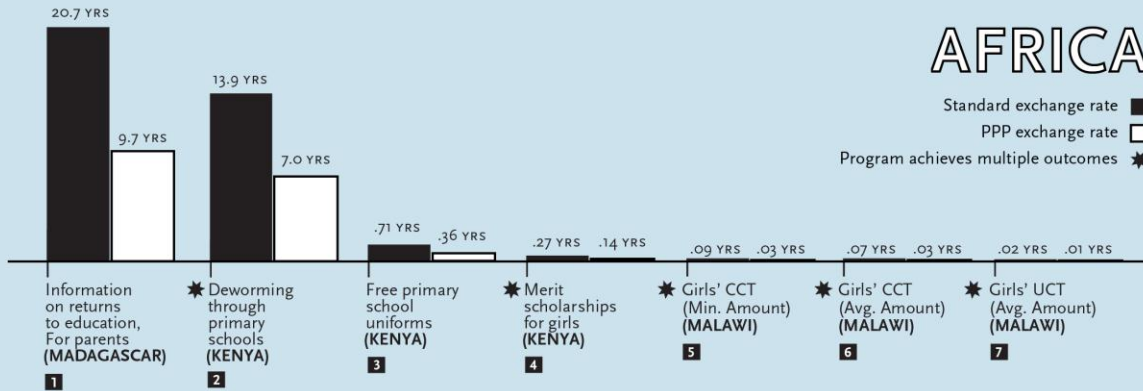 AFRICA
Standard exchange rate
PPP exchange rate
Program achieves multiple outcomes
20.7 YRS
9.7 YRS
13.9 YRS
7.0 YRS
.71 YRS
.36 YRS
.27 YRS
.14 YRS
.09 YRS
.03 YRS
.07 YRS
.03 YRS
.02 YRS
.01 YRS
Information
on returns
to education,
For parents
(MADAGASCAR)
1
Deworming
through
primary
schools
(KENYA)
2
Free primary
school
uniforms
(KENYA)
3
Merit
scholarships
for girls
(KENYA)
4
Girls' CCT
(Min. Amount)
(MALAWI)
5
Girls' CCT
(Avg. Amount)
(MALAWI)
6
Girls' UCT
(Avg. Amount)
(MALAWI)
7